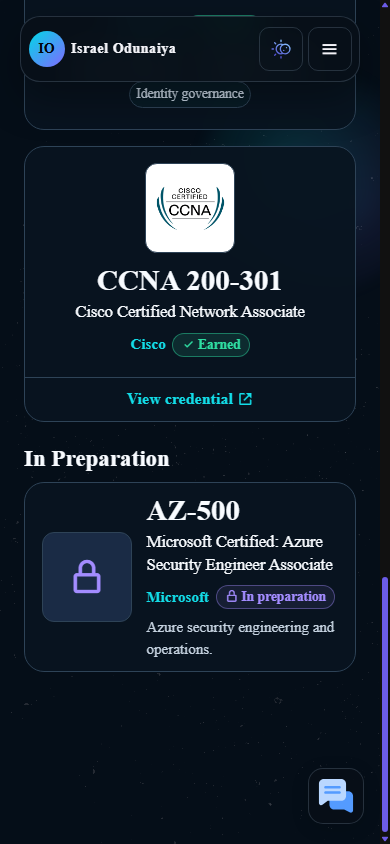 IO Israel Odunaiya
Identity governance
CISCO
CERTIFIED
CCNA
CCNA 200-301
Cisco Certified Network Associate
Cisco Earned
View credential
In Preparation
AZ-500
Microsoft Certified: Azure
Security Engineer Associate
Microsoft In preparation
Azure security engineering and
operations.